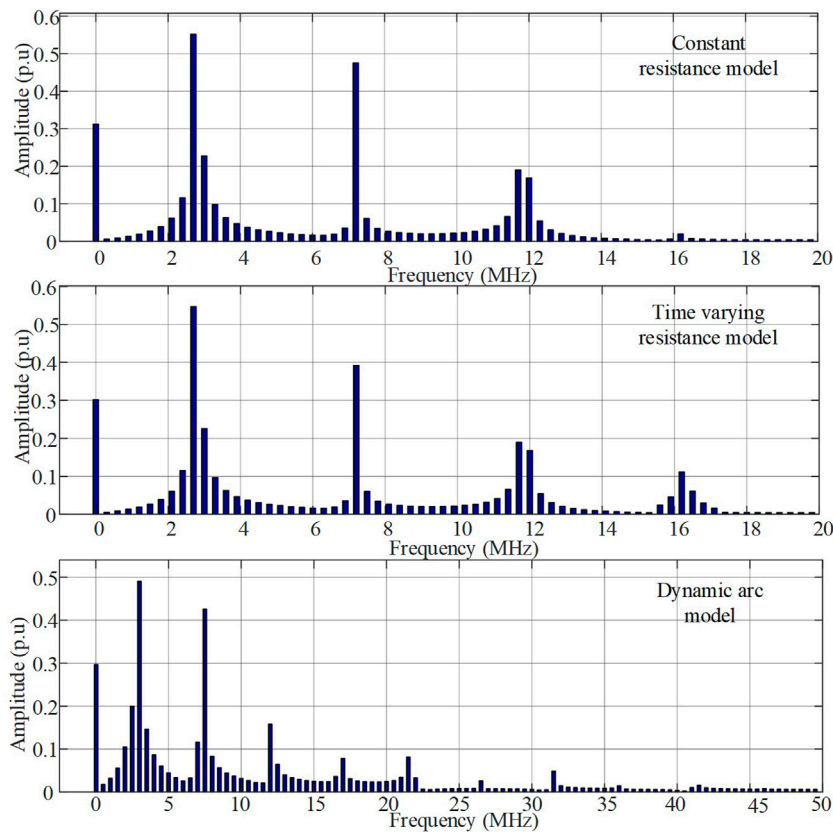 0.6
0.5
0.4
0.3
0.2
0.1
0
Amplitude (p.u)
Constant
resistance model
0 2 4 6 8 10 12 14 16 18 20
Frequency (MHz)
0.6
0.5
0.4
0.3
0.2
0.1
0
Amplitude (p.u)
Time varying
resistance model
0 2 4 6 8 10 12 14 16 18 20
Frequency (MHz)
0.5
0.4
0.3
0.2
0.1
0
Amplitude (p.u)
Dynamic arc
model
0 5 10 15 20 25 30 35 40 45 50
Frequency (MHz)